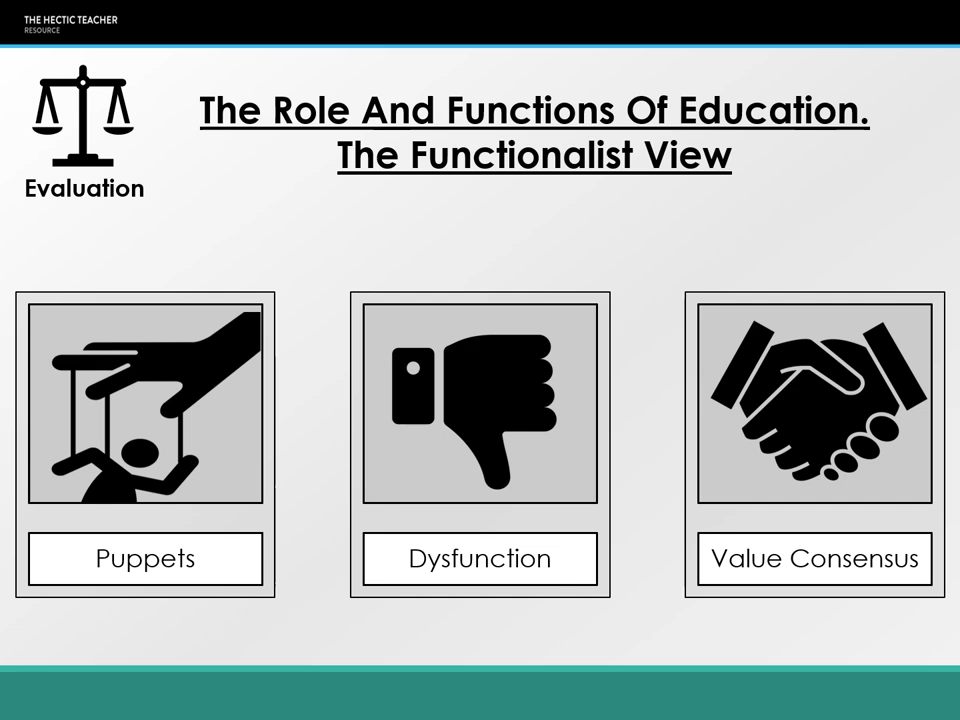 THE HECTIC TEACHER
RESOURCE
The Role And Functions Of Education.
The Functionalist View
Evaluation
Puppets
Dysfunction
Value Consensus